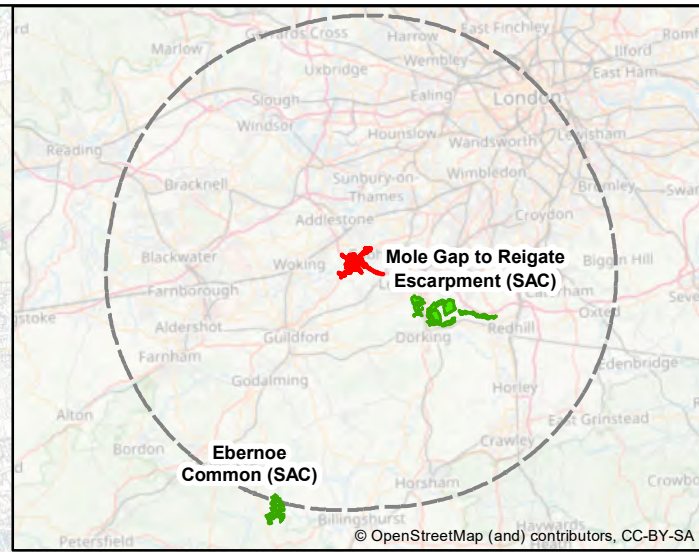 Marlow
Gerrards Cross
Harrow
East Finchley
Romf
Wembley
Ilford
Uxbridge
East Ham
Slough
Ealing
London
Windsor
Hounslow
Lewisham
Reading
Wandsworth
Bracknell
Sunbury-on-
Thames
Wimbledon
Bromley
Swan
Addlestone
Croydon
Blackwater
Woking
Mole Gap to Reigate
Escarpment (SAC)
Biggin Hill
Farnborough
Oxted
Seve
gstoke
Aldershot
Guildford
Dorking
Redhill
Farnham
Edenbridge
Godalming
Horley
Alton
East Grinstead
Bordon
Ebernoe
Common (SAC)
Crawley
Horsham
Crowbo
Billingshurst
Haywards
Heath
Petersfield
© OpenStreetMap (and) contributors, CC-BY-SA